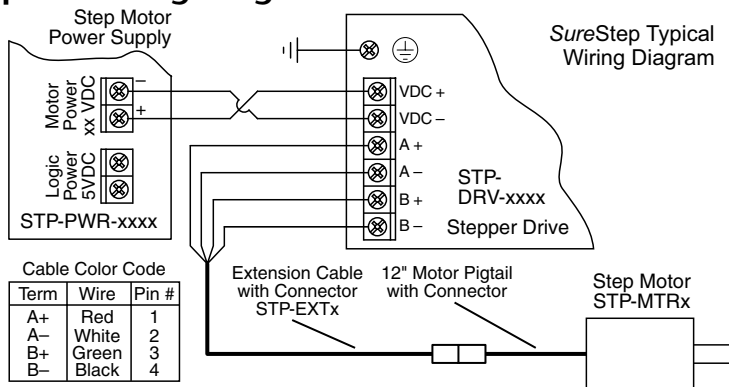 Step Motor
Power Supply
SureStep Typical
Wiring Diagram
Motor
Power
xx VDC
–
+
VDC +
VDC –
A +
A –
B +
B –
Logic
Power
5VDC
STP-PWR-xxxx
STP-
DRV-xxxx
Stepper Drive
Cable Color Code
Term Wire Pin #
A+ Red 1
A– White 2
B+ Green 3
B– Black 4
Extension Cable
with Connector
STP-EXTx
12" Motor Pigtail
with Connector
Step Motor
STP-MTRx